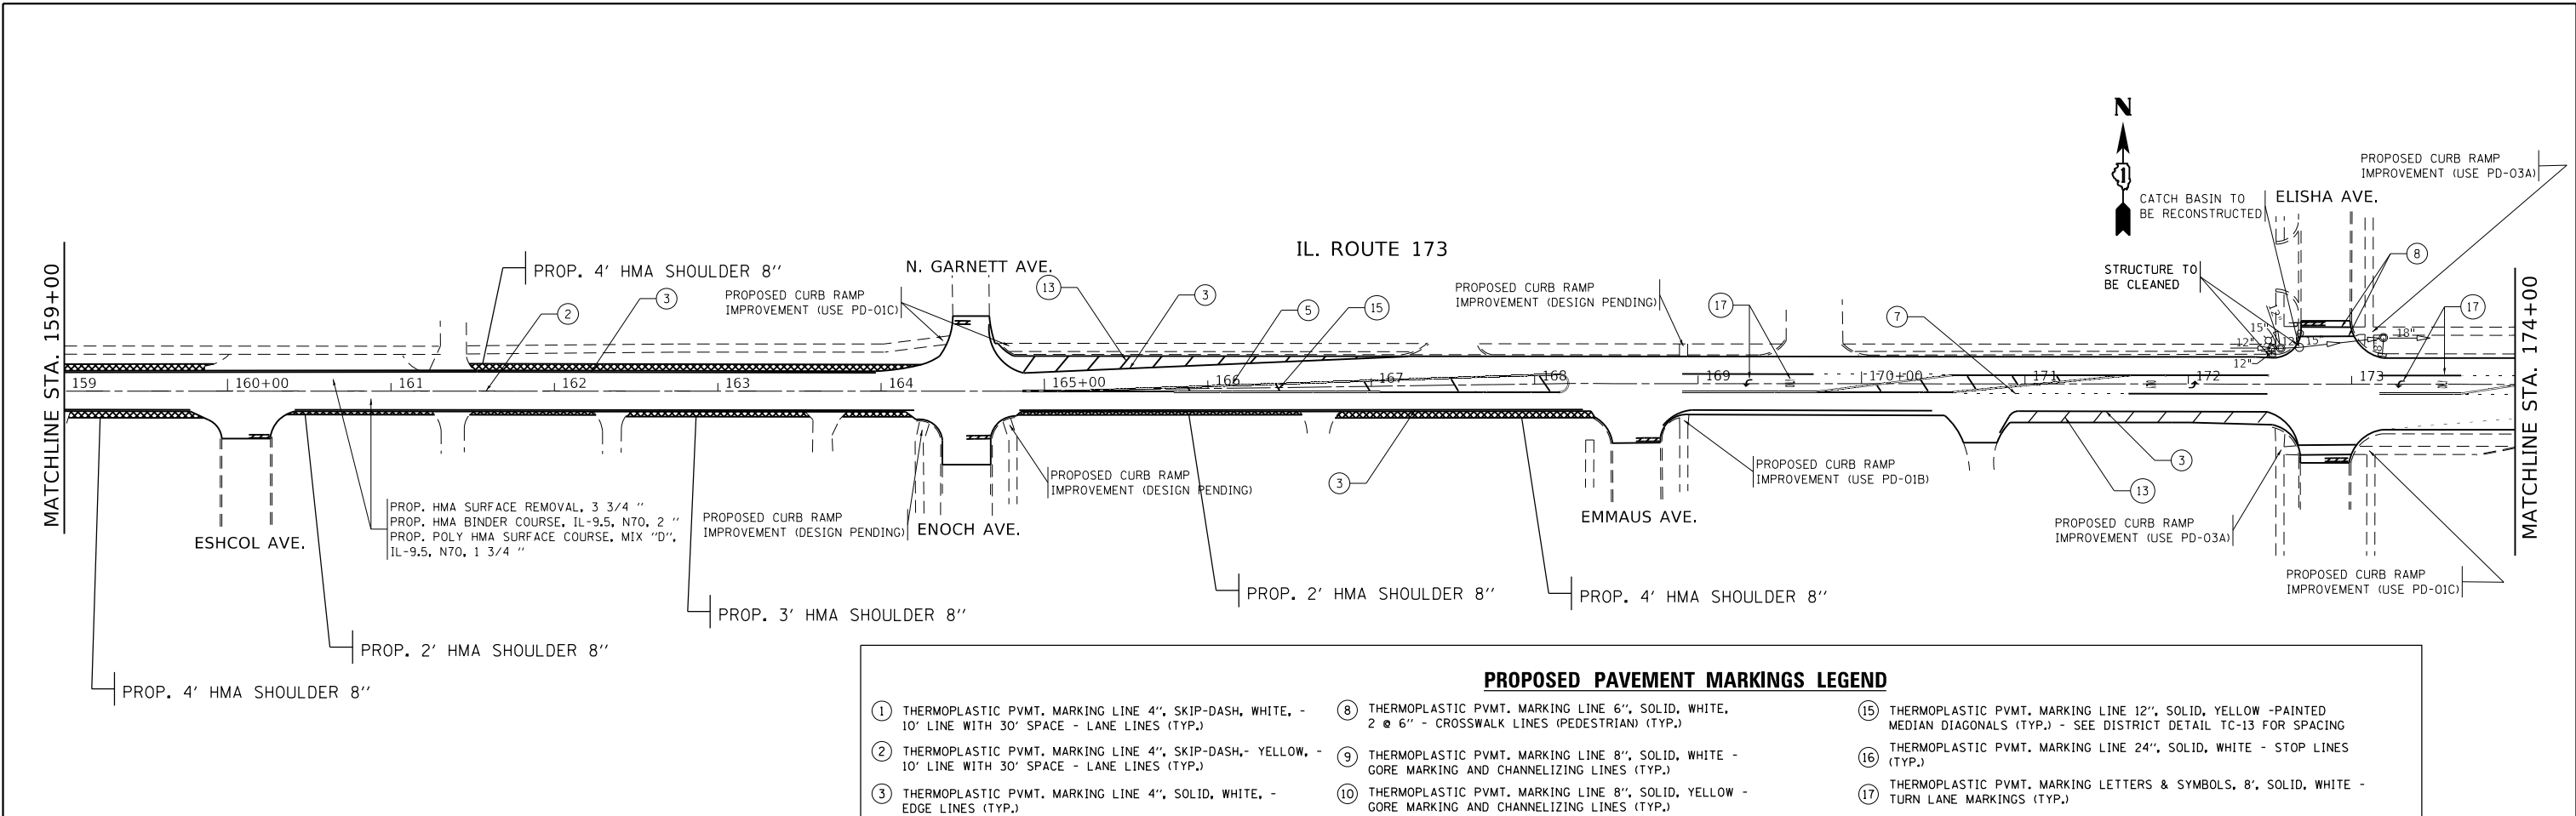 N
PROPOSED CURB RAMP
IMPROVEMENT (USE PD-03A)
CATCH BASIN TO
BE RECONSTRUCTED
ELISHA AVE.
IL. ROUTE 173
8
MATCHLINE STA. 159+00
PROP. 4' HMA SHOULDER 8"
N. GARNETT AVE.
STRUCTURE TO
BE CLEANED
MATCHLINE STA. 174+00
13
3
3
2
PROPOSED CURB RAMP
IMPROVEMENT (USE PD-01C)
5
15
PROPOSED CURB RAMP
IMPROVEMENT (DESIGN PENDING)
17
7
17
15"
12"
12"
12"
15"
18"
159
160+00
161
162
163
164
165+00
166
167
168
169
170+00
171
172
173
PROP. HMA SURFACE REMOVAL, 3 3/4 "
PROP. HMA BINDER COURSE, IL-9.5, N70, 2 "
PROP. POLY HMA SURFACE COURSE, MIX "D",
IL-9.5, N70, 1 3/4 "
ESHCOL AVE.
PROPOSED CURB RAMP
IMPROVEMENT (DESIGN PENDING)
ENOCH AVE.
PROPOSED CURB RAMP
IMPROVEMENT (DESIGN PENDING)
3
EMMAUS AVE.
PROPOSED CURB RAMP
IMPROVEMENT (USE PD-01B)
3
13
PROPOSED CURB RAMP
IMPROVEMENT (USE PD-03A)
PROPOSED CURB RAMP
IMPROVEMENT (USE PD-01C)
PROP. 4' HMA SHOULDER 8"
PROP. 2' HMA SHOULDER 8"
PROP. 3' HMA SHOULDER 8"
PROP. 2' HMA SHOULDER 8"
PROP. 4' HMA SHOULDER 8"
PROPOSED PAVEMENT MARKINGS LEGEND
1 THERMOPLASTIC PVMT. MARKING LINE 4", SKIP-DASH, WHITE, -
10' LINE WITH 30' SPACE - LANE LINES (TYP.)
2 THERMOPLASTIC PVMT. MARKING LINE 4", SKIP-DASH,- YELLOW, -
10' LINE WITH 30' SPACE - LANE LINES (TYP.)
3 THERMOPLASTIC PVMT. MARKING LINE 4", SOLID, WHITE, -
EDGE LINES (TYP.)
8 THERMOPLASTIC PVMT. MARKING LINE 6", SOLID, WHITE,
2 @ 6" - CROSSWALK LINES (PEDESTRIAN) (TYP.)
9 THERMOPLASTIC PVMT. MARKING LINE 8", SOLID, WHITE -
GORE MARKING AND CHANNELIZING LINES (TYP.)
10 THERMOPLASTIC PVMT. MARKING LINE 8", SOLID, YELLOW -
GORE MARKING AND CHANNELIZING LINES (TYP.)
15 THERMOPLASTIC PVMT. MARKING LINE 12", SOLID, YELLOW -PAINTED
MEDIAN DIAGONALS (TYP.) - SEE DISTRICT DETAIL TC-13 FOR SPACING
16 THERMOPLASTIC PVMT. MARKING LINE 24", SOLID, WHITE - STOP LINES
(TYP.)
17 THERMOPLASTIC PVMT. MARKING LETTERS & SYMBOLS, 8', SOLID, WHITE -
TURN LANE MARKINGS (TYP.)